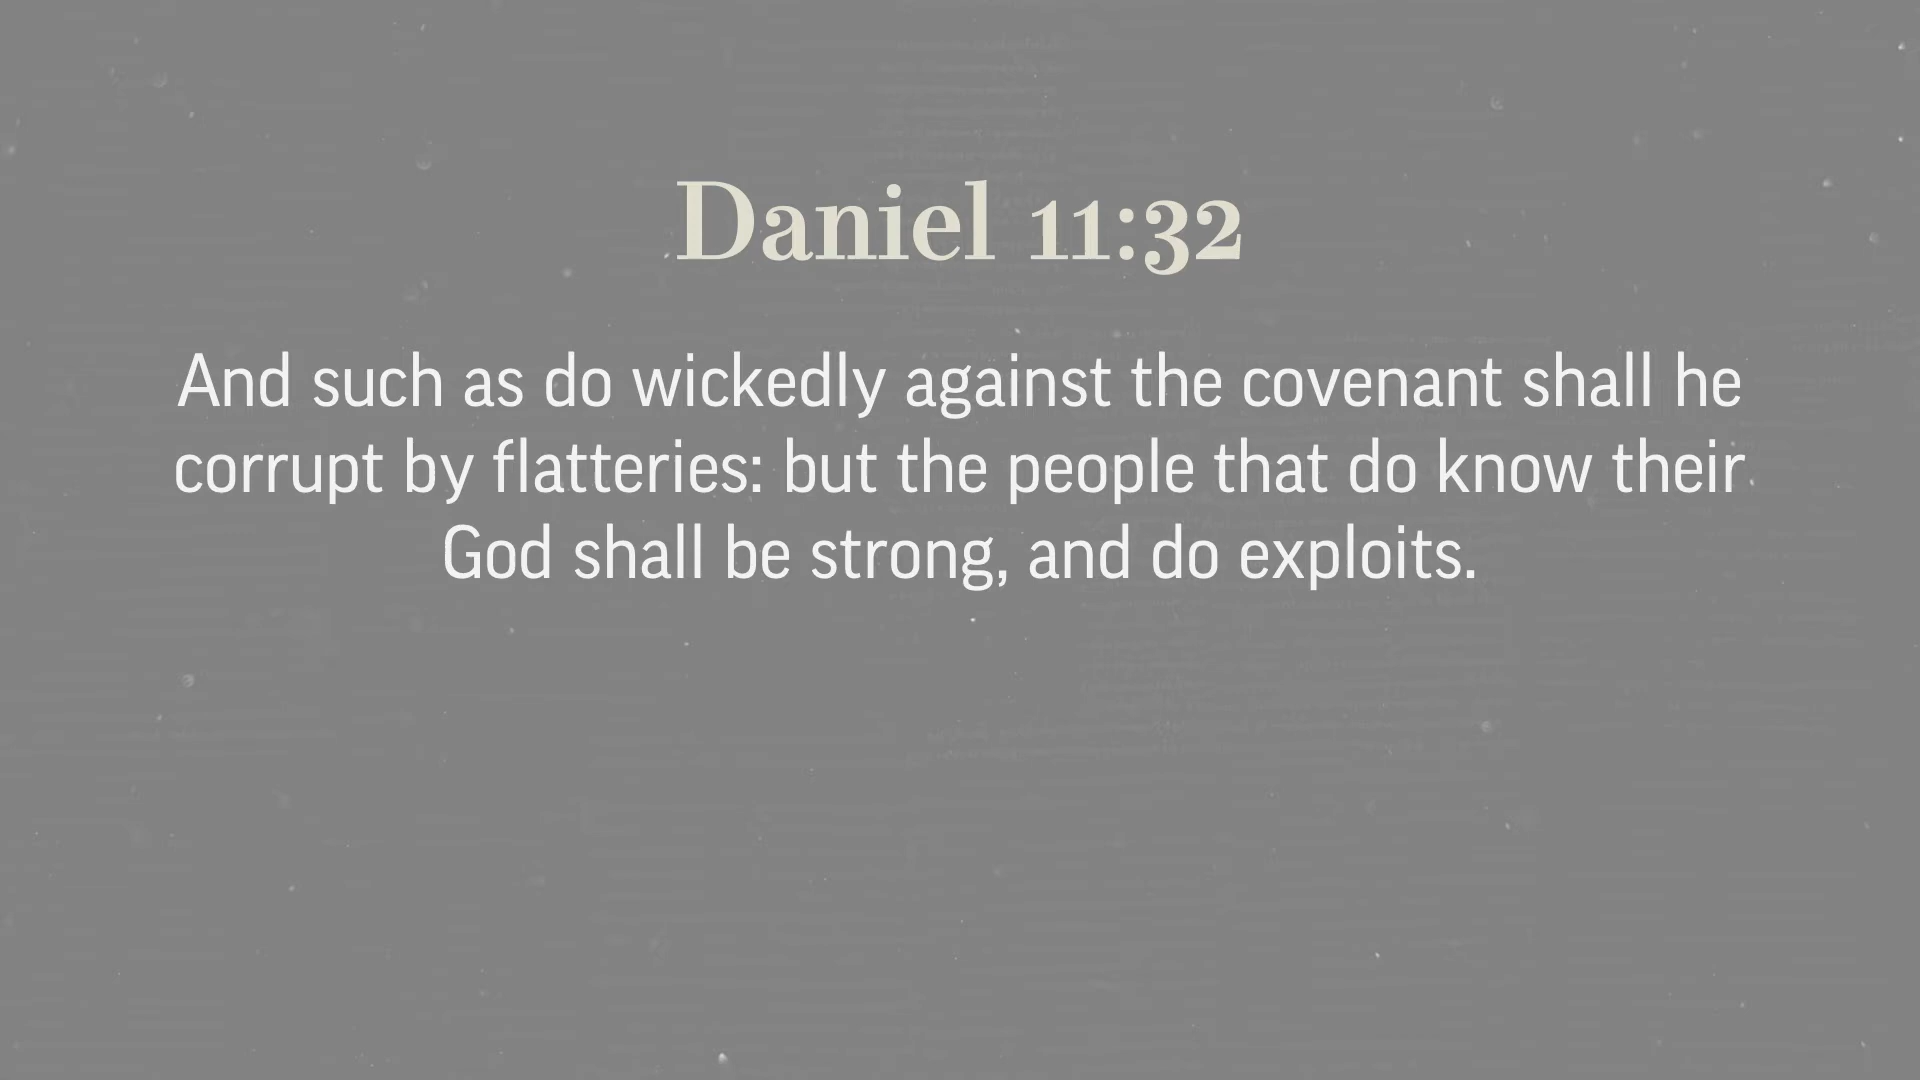 Daniel 11:32
And such as do wickedly against the covenant shall he
corrupt by flatteries: but the people that do know their
God shall be strong, and do exploits.